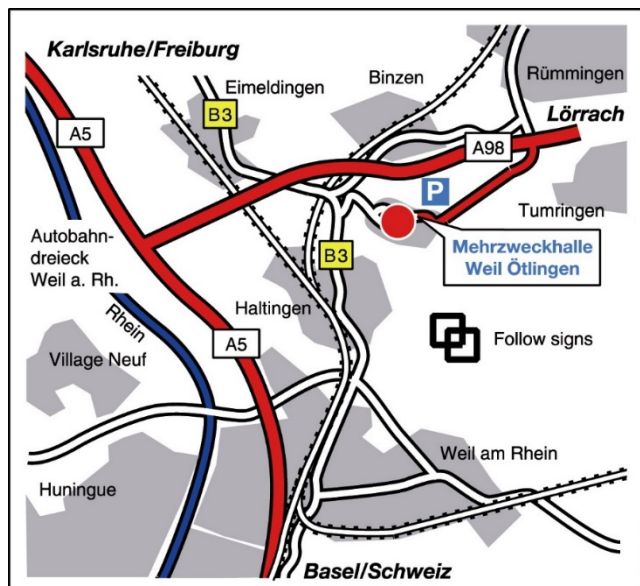 Karlsruhe/Freiburg
Eimeldingen
Binzen
Rümmingen
B3
Lörrach
A5
A98
P
Tumringen
Autobahn-
dreieck
Weil a. Rh.
B3
Mehrzweckhalle
Weil Ötlingen
Haltingen
Rhein
A5
Follow signs
Village Neuf
Weil am Rhein
Huningue
Basel/Schweiz